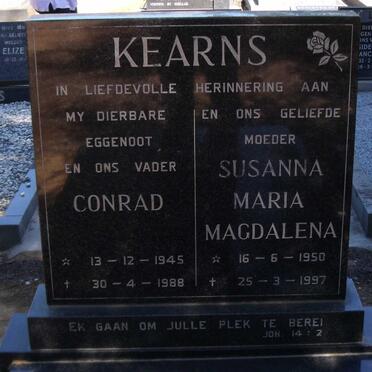 KEARNS
IN LIEFDEVOLLE HERINNERING AAN
MY DIERBARE
EGGENOOT
EN ONS VADER
CONRAD
☆ 13 - 12 - 1945
† 30 - 4 - 1988
EN ONS GELIEFDE
MOEDER
SUSANNA
MARIA
MAGDALENA
☆ 16 - 6 - 1950
† 25 - 3 - 1997
EK GAAN OM JULLE PLEK TE BEREI
JOH. 14 : 2